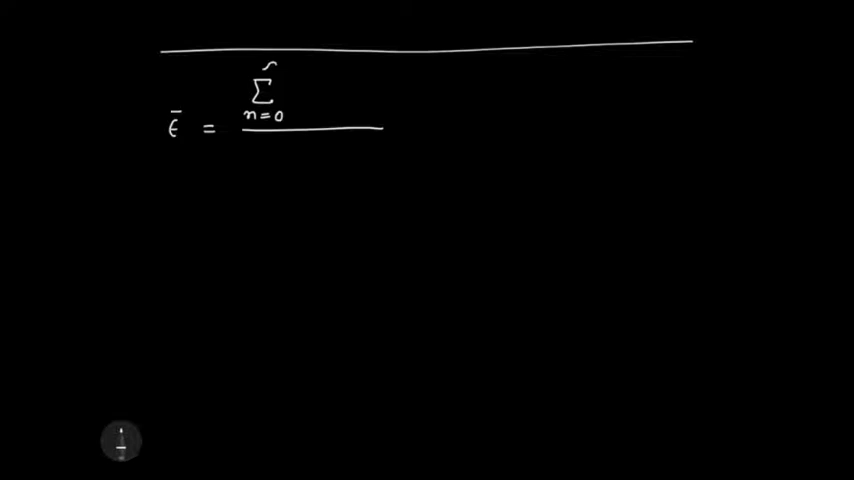 ε̄ = Σ n=0